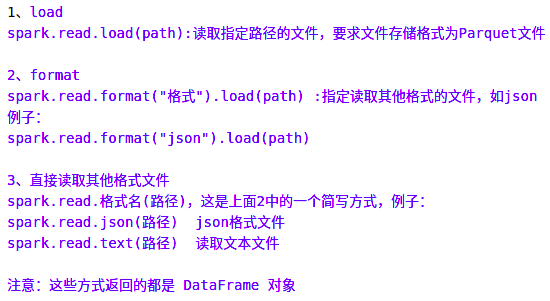 1、load
spark.read.load(path):读取指定路径的文件，要求文件存储格式为Parquet文件
2、format
spark.read.format("格式").load(path) :指定读取其他格式的文件，如json
例子：
spark.read.format("json").load(path)
3、直接读取其他格式文件
spark.read.格式名(路径)，这是上面2中的一个简写方式，例子：
spark.read.json(路径)  json格式文件
spark.read.text(路径)  读取文本文件
注意：这些方式返回的都是 DataFrame 对象